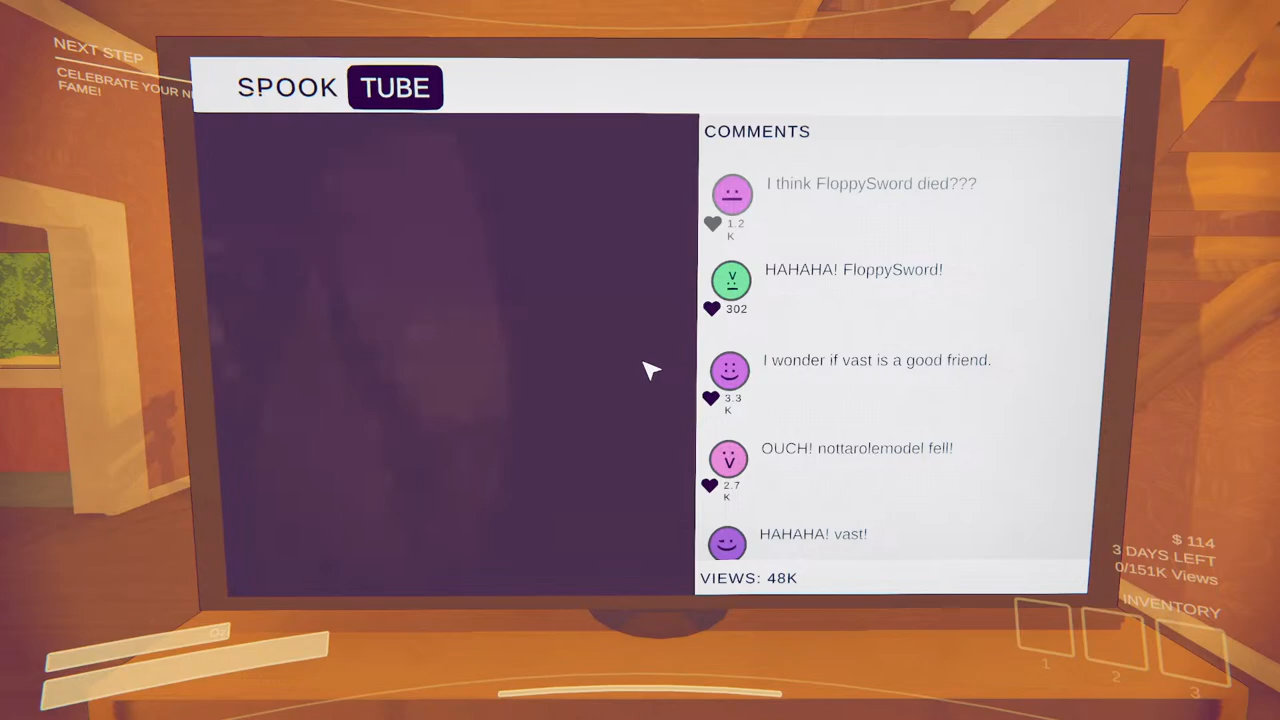 NEXT STEP
CELEBRATE YOUR N
FAME!
SPOOK TUBE
COMMENTS
I think FloppySword died???
1.2
K
HAHAHA! FloppySword!
302
I wonder if vast is a good friend.
3.3
K
OUCH! nottarolemodel fell!
2.7
K
HAHAHA! vast!
VIEWS: 48K
$ 114
3 DAYS LEFT
0/151K Views
INVENTORY
1
2
3